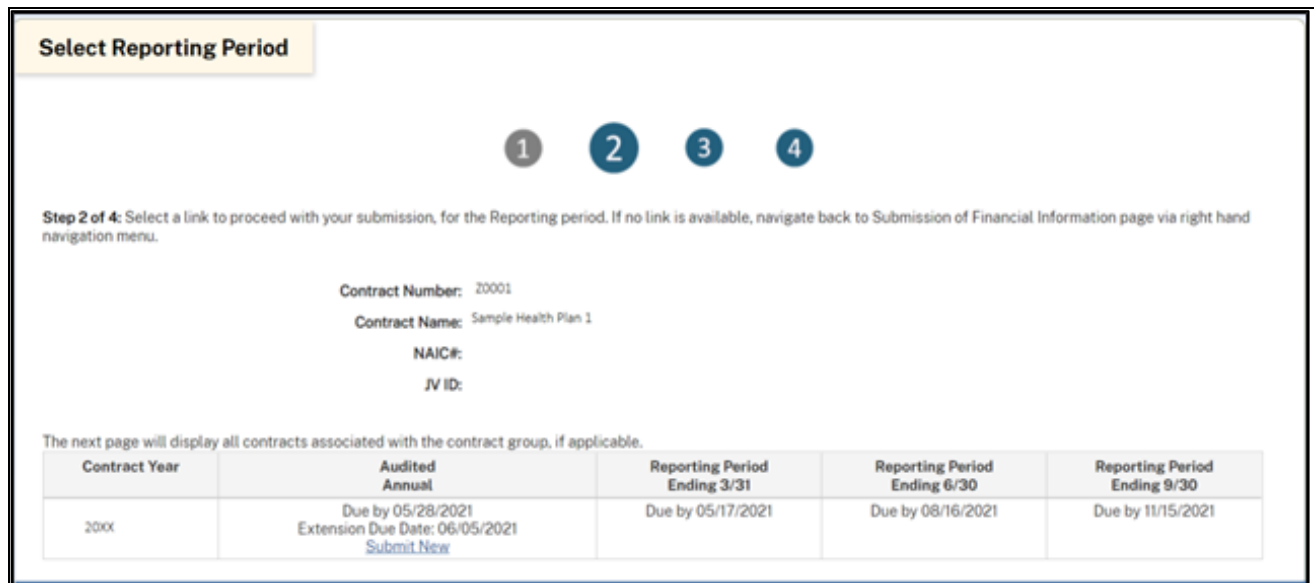 Select Reporting Period
1 2 3 4
Step 2 of 4: Select a link to proceed with your submission, for the Reporting period. If no link is available, navigate back to Submission of Financial Information page via right hand
navigation menu.
Contract Number: Z0001
Contract Name: Sample Health Plan 1
NAIC#:
JV ID:
The next page will display all contracts associated with the contract group, if applicable.
Contract Year Audited Annual Reporting Period Ending 3/31 Reporting Period Ending 6/30 Reporting Period Ending 9/30
20XX Due by 05/28/2021 Due by 05/17/2021 Due by 08/16/2021 Due by 11/15/2021
Extension Due Date: 06/05/2021
Submit New